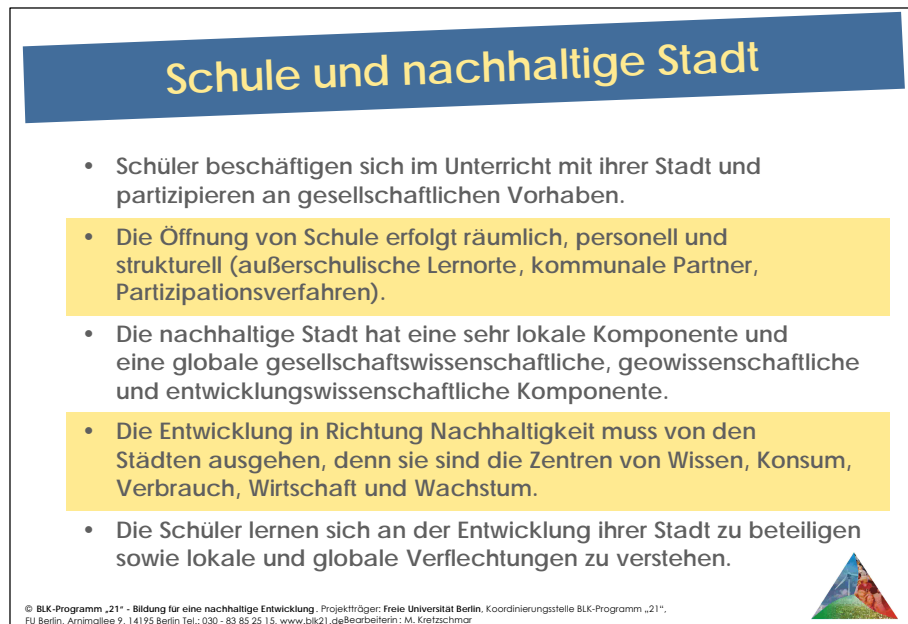 Schule und nachhaltige Stadt
• Schüler beschäftigen sich im Unterricht mit ihrer Stadt und
partizipieren an gesellschaftlichen Vorhaben.
• Die Öffnung von Schule erfolgt räumlich, personell und
strukturell (außerschulische Lernorte, kommunale Partner,
Partizipationsverfahren).
• Die nachhaltige Stadt hat eine sehr lokale Komponente und
eine globale gesellschaftswissenschaftliche, geowissenschaftliche
und entwicklungswissenschaftliche Komponente.
• Die Entwicklung in Richtung Nachhaltigkeit muss von den
Städten ausgehen, denn sie sind die Zentren von Wissen, Konsum,
Verbrauch, Wirtschaft und Wachstum.
• Die Schüler lernen sich an der Entwicklung ihrer Stadt zu beteiligen
sowie lokale und globale Verflechtungen zu verstehen.
© BLK-Programm „21" - Bildung für eine nachhaltige Entwicklung, Projektträger: Freie Universität Berlin, Koordinierungsstelle BLK-Programm „21",
FU Berlin, Arnimallee 9, 14195 Berlin Tel.: 030 - 83 85 25 15, www.blk21.deBearbeiterin: M. Kretzschmar